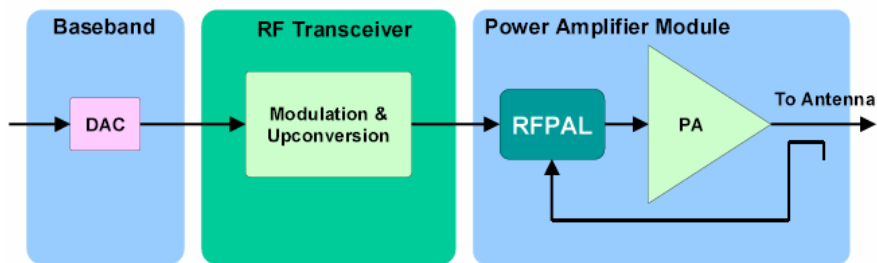 Baseband
RF Transceiver
Power Amplifier Module
DAC
Modulation &
Upconversion
RFPAL
PA
To Antenna